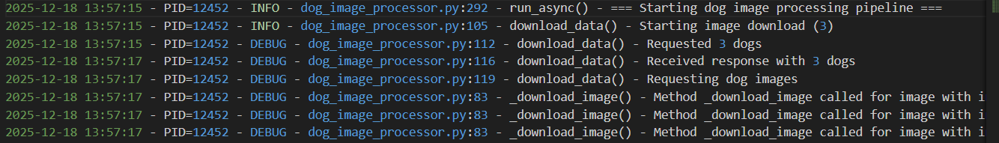 2025-12-18 13:57:15 - PID=12452 - INFO - dog_image_processor.py:292 - run_async() - === Starting dog image processing pipeline ===
2025-12-18 13:57:15 - PID=12452 - INFO - dog_image_processor.py:105 - download_data() - Starting image download (3)
2025-12-18 13:57:15 - PID=12452 - DEBUG - dog_image_processor.py:112 - download_data() - Requested 3 dogs
2025-12-18 13:57:17 - PID=12452 - DEBUG - dog_image_processor.py:116 - download_data() - Received response with 3 dogs
2025-12-18 13:57:17 - PID=12452 - DEBUG - dog_image_processor.py:119 - download_data() - Requesting dog images
2025-12-18 13:57:17 - PID=12452 - DEBUG - dog_image_processor.py:83 - _download_image() - Method _download_image called for image with i
2025-12-18 13:57:17 - PID=12452 - DEBUG - dog_image_processor.py:83 - _download_image() - Method _download_image called for image with i
2025-12-18 13:57:17 - PID=12452 - DEBUG - dog_image_processor.py:83 - _download_image() - Method _download_image called for image with i